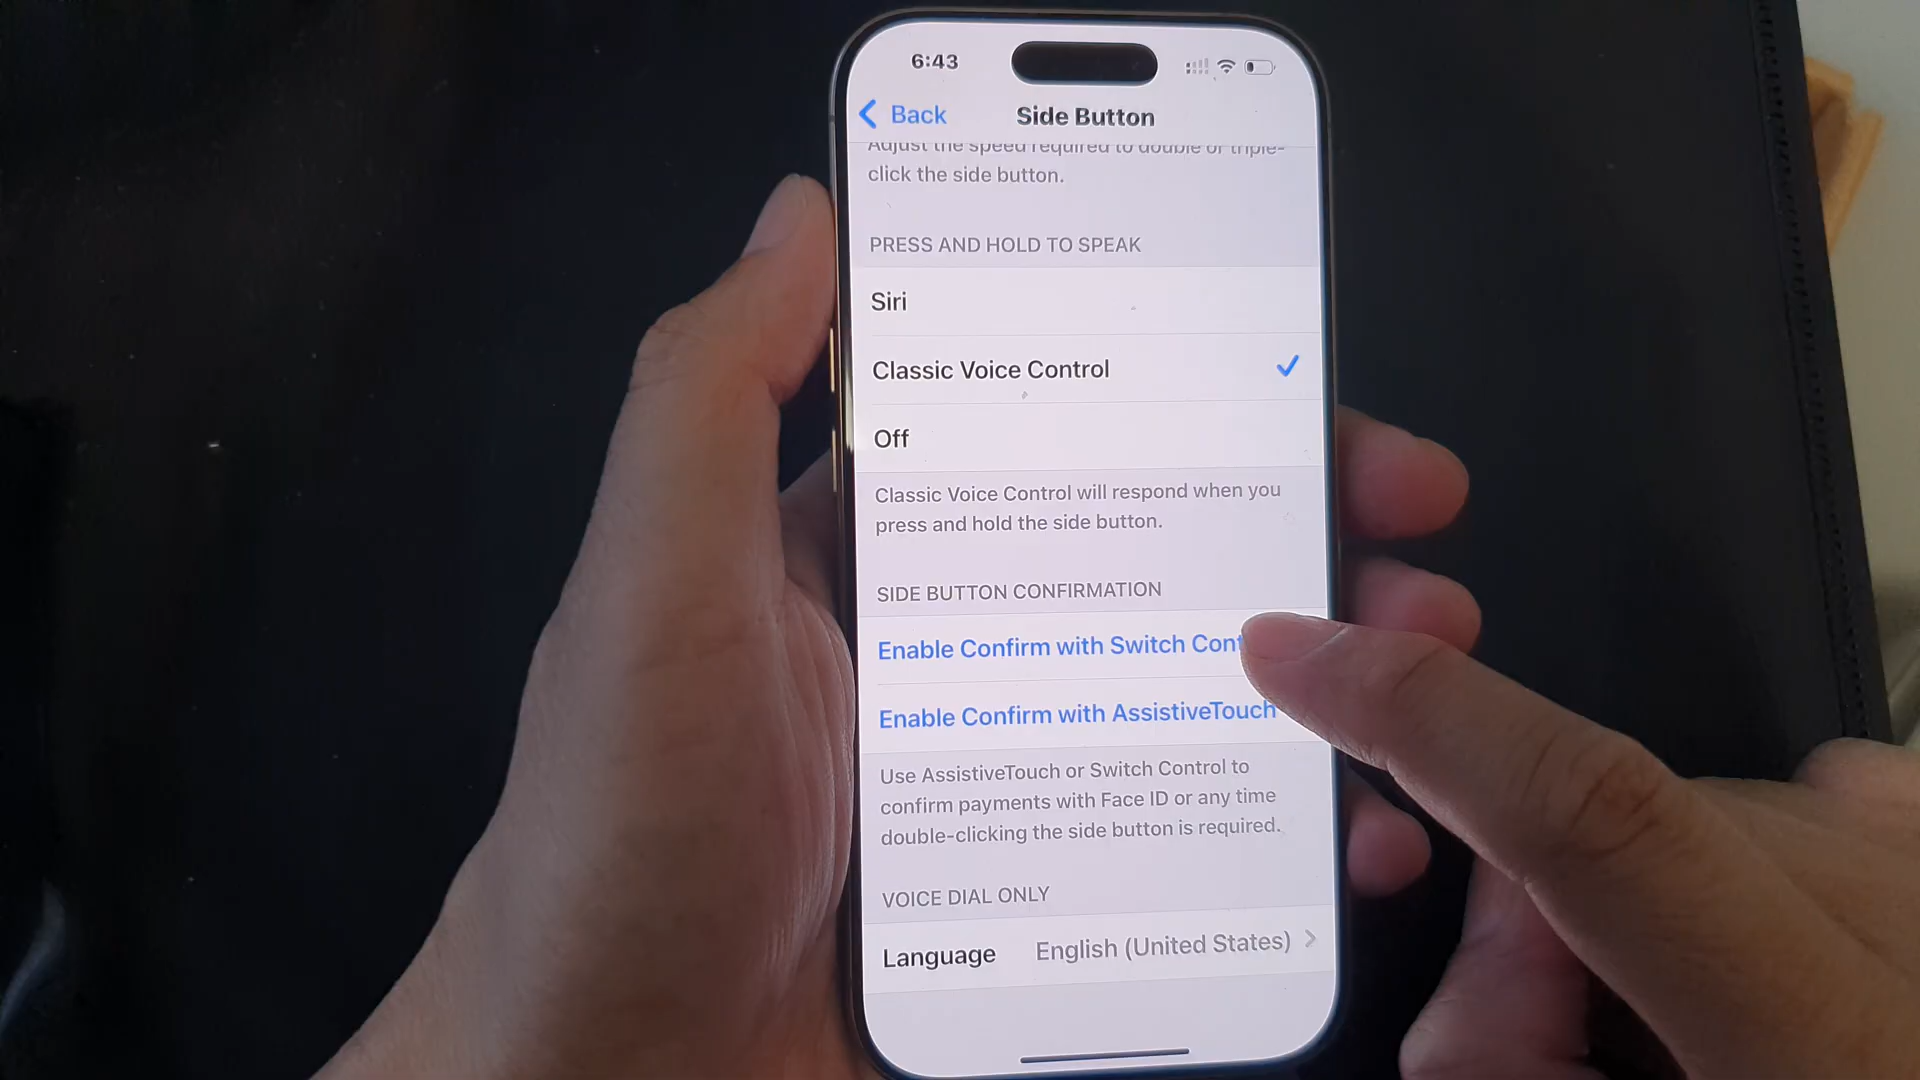 6:43
Back
Side Button
Adjust the speed required to double or triple-
click the side button.
PRESS AND HOLD TO SPEAK
Siri
Classic Voice Control
Off
Classic Voice Control will respond when you
press and hold the side button.
SIDE BUTTON CONFIRMATION
Enable Confirm with Switch Cont
Enable Confirm with AssistiveTouch
Use AssistiveTouch or Switch Control to
confirm payments with Face ID or any time
double-clicking the side button is required.
VOICE DIAL ONLY
Language English (United States)